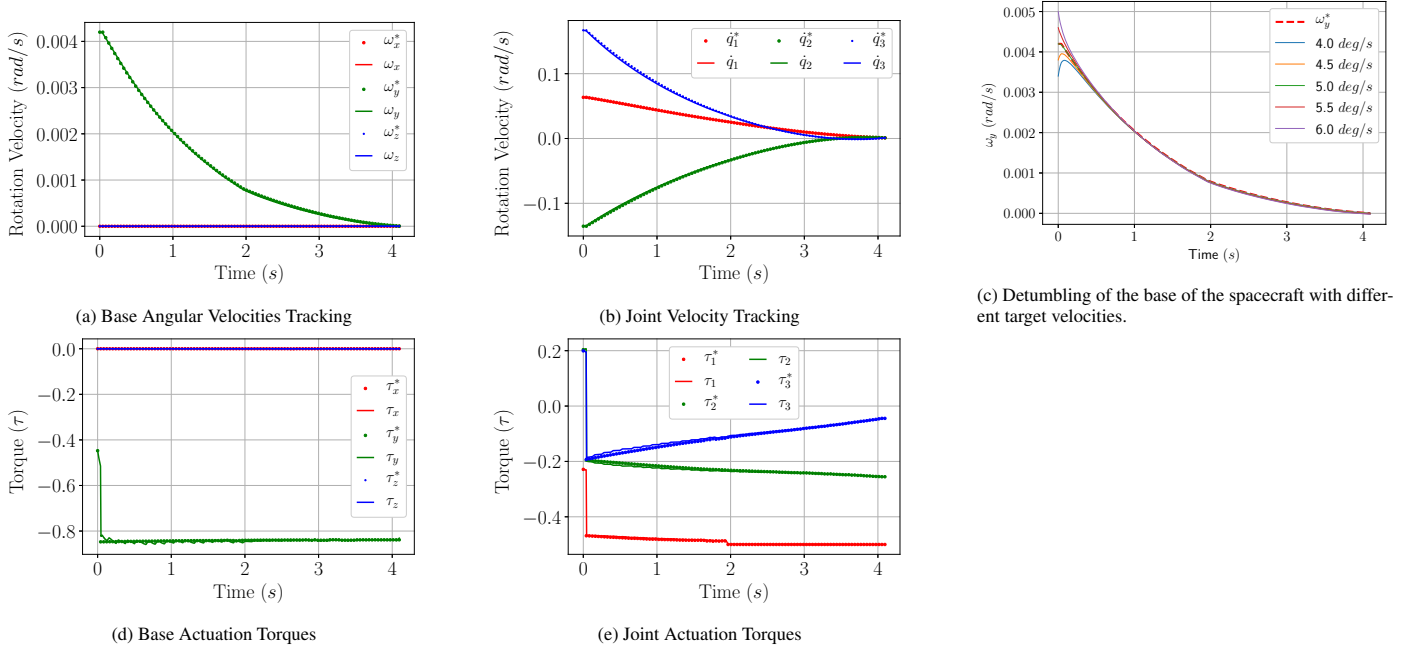 0.004
0.003
0.002
0.001
0.000
Rotation Velocity (rad/s)
ω*x
ωx
ω*y
ωy
ω*z
ωz
0 1 2 3 4
Time (s)
(a) Base Angular Velocities Tracking
0.1
0.0
−0.1
Rotation Velocity (rad/s)
q̇*1 q̇*2 q̇*3
q̇1 q̇2 q̇3
0 1 2 3 4
Time (s)
(b) Joint Velocity Tracking
0.005
0.004
0.003
0.002
0.001
0.000
ωy (rad/s)
ω*y
4.0 deg/s
4.5 deg/s
5.0 deg/s
5.5 deg/s
6.0 deg/s
0 1 2 3 4
Time (s)
(c) Detumbling of the base of the spacecraft with differ-
ent target velocities.
0.0
−0.2
−0.4
−0.6
−0.8
Torque (τ)
τ*x
τx
τ*y
τy
τ*z
τz
0 1 2 3 4
Time (s)
(d) Base Actuation Torques
0.2
0.0
−0.2
−0.4
Torque (τ)
τ*1 τ2
τ1 τ*3
τ*2 τ3
0 1 2 3 4
Time (s)
(e) Joint Actuation Torques